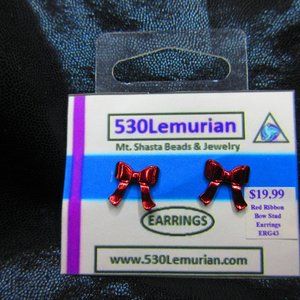 530Lemurian
Mt. Shasta Beads & Jewelry
$19.99
Red Ribbon
Bow Stud
Earrings
ERG43
EARRINGS
www.530Lemurian.com